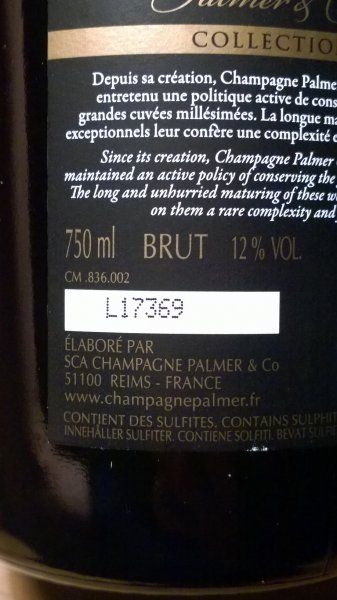 Palmer &
COLLECTIO
Depuis sa création, Champagne Palmer
entretenu une politique active de cons
grandes cuvées millésimées. La longue ma
exceptionnels leur confère une complexité e
Since its creation, Champagne Palmer
maintained an active policy of conserving the
The long and unhurried maturing of these w
on them a rare complexity and
750 ml BRUT 12 % VOL.
CM .836.002
L17369
ÉLABORÉ PAR
SCA CHAMPAGNE PALMER & Co
51100 REIMS - FRANCE
www.champagnepalmer.fr
CONTIENT DES SULFITES. CONTAINS SULPHIT
INNEHÅLLER SULFITER. CONTIENE SOLFITI. BEVAT SULFIE